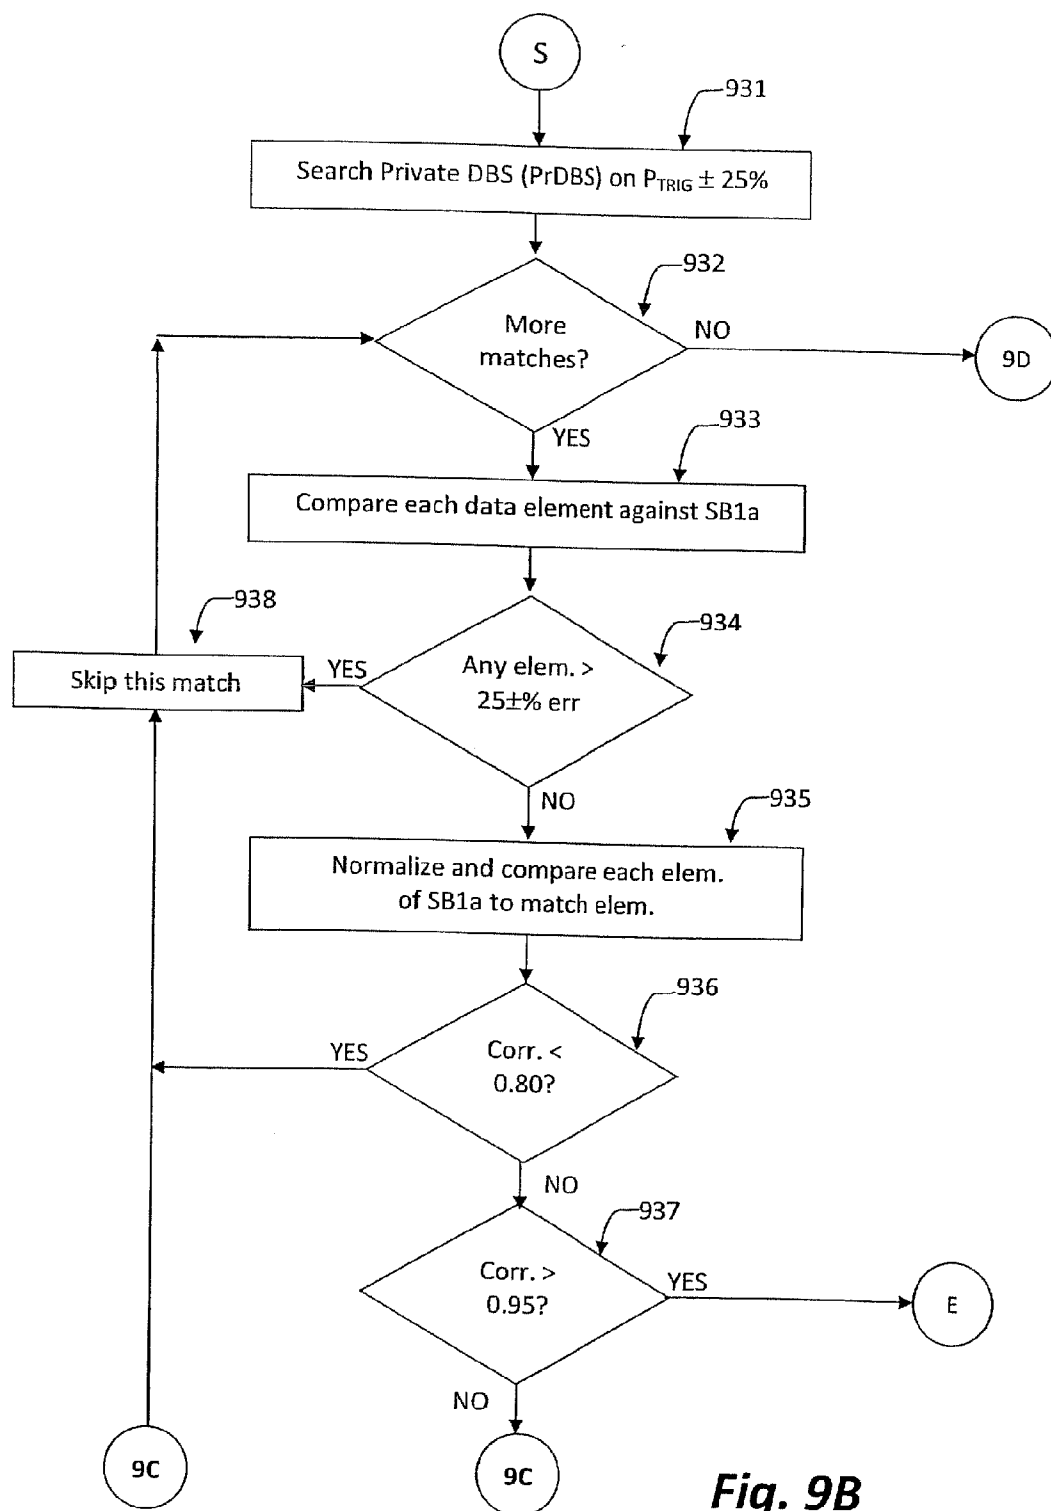 S
931
Search Private DBS (PrDBS) on PTRIG ± 25%
932
More
matches?
NO
9D
YES
933
Compare each data element against SB1a
938
934
Skip this match
YES
Any elem. >
25±% err
NO
935
Normalize and compare each elem.
of SB1a to match elem.
936
YES
Corr. <
0.80?
NO
937
Corr. >
0.95?
YES
E
NO
9C
9C
Fig. 9B